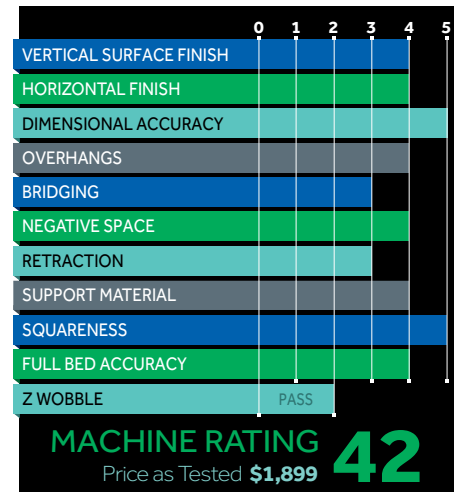 0 1 2 3 4 5
VERTICAL SURFACE FINISH
HORIZONTAL FINISH
DIMENSIONAL ACCURACY
OVERHANGS
BRIDGING
NEGATIVE SPACE
RETRACTION
SUPPORT MATERIAL
SQUARENESS
FULL BED ACCURACY
Z WOBBLE PASS
MACHINE RATING 42
Price as Tested $1,899